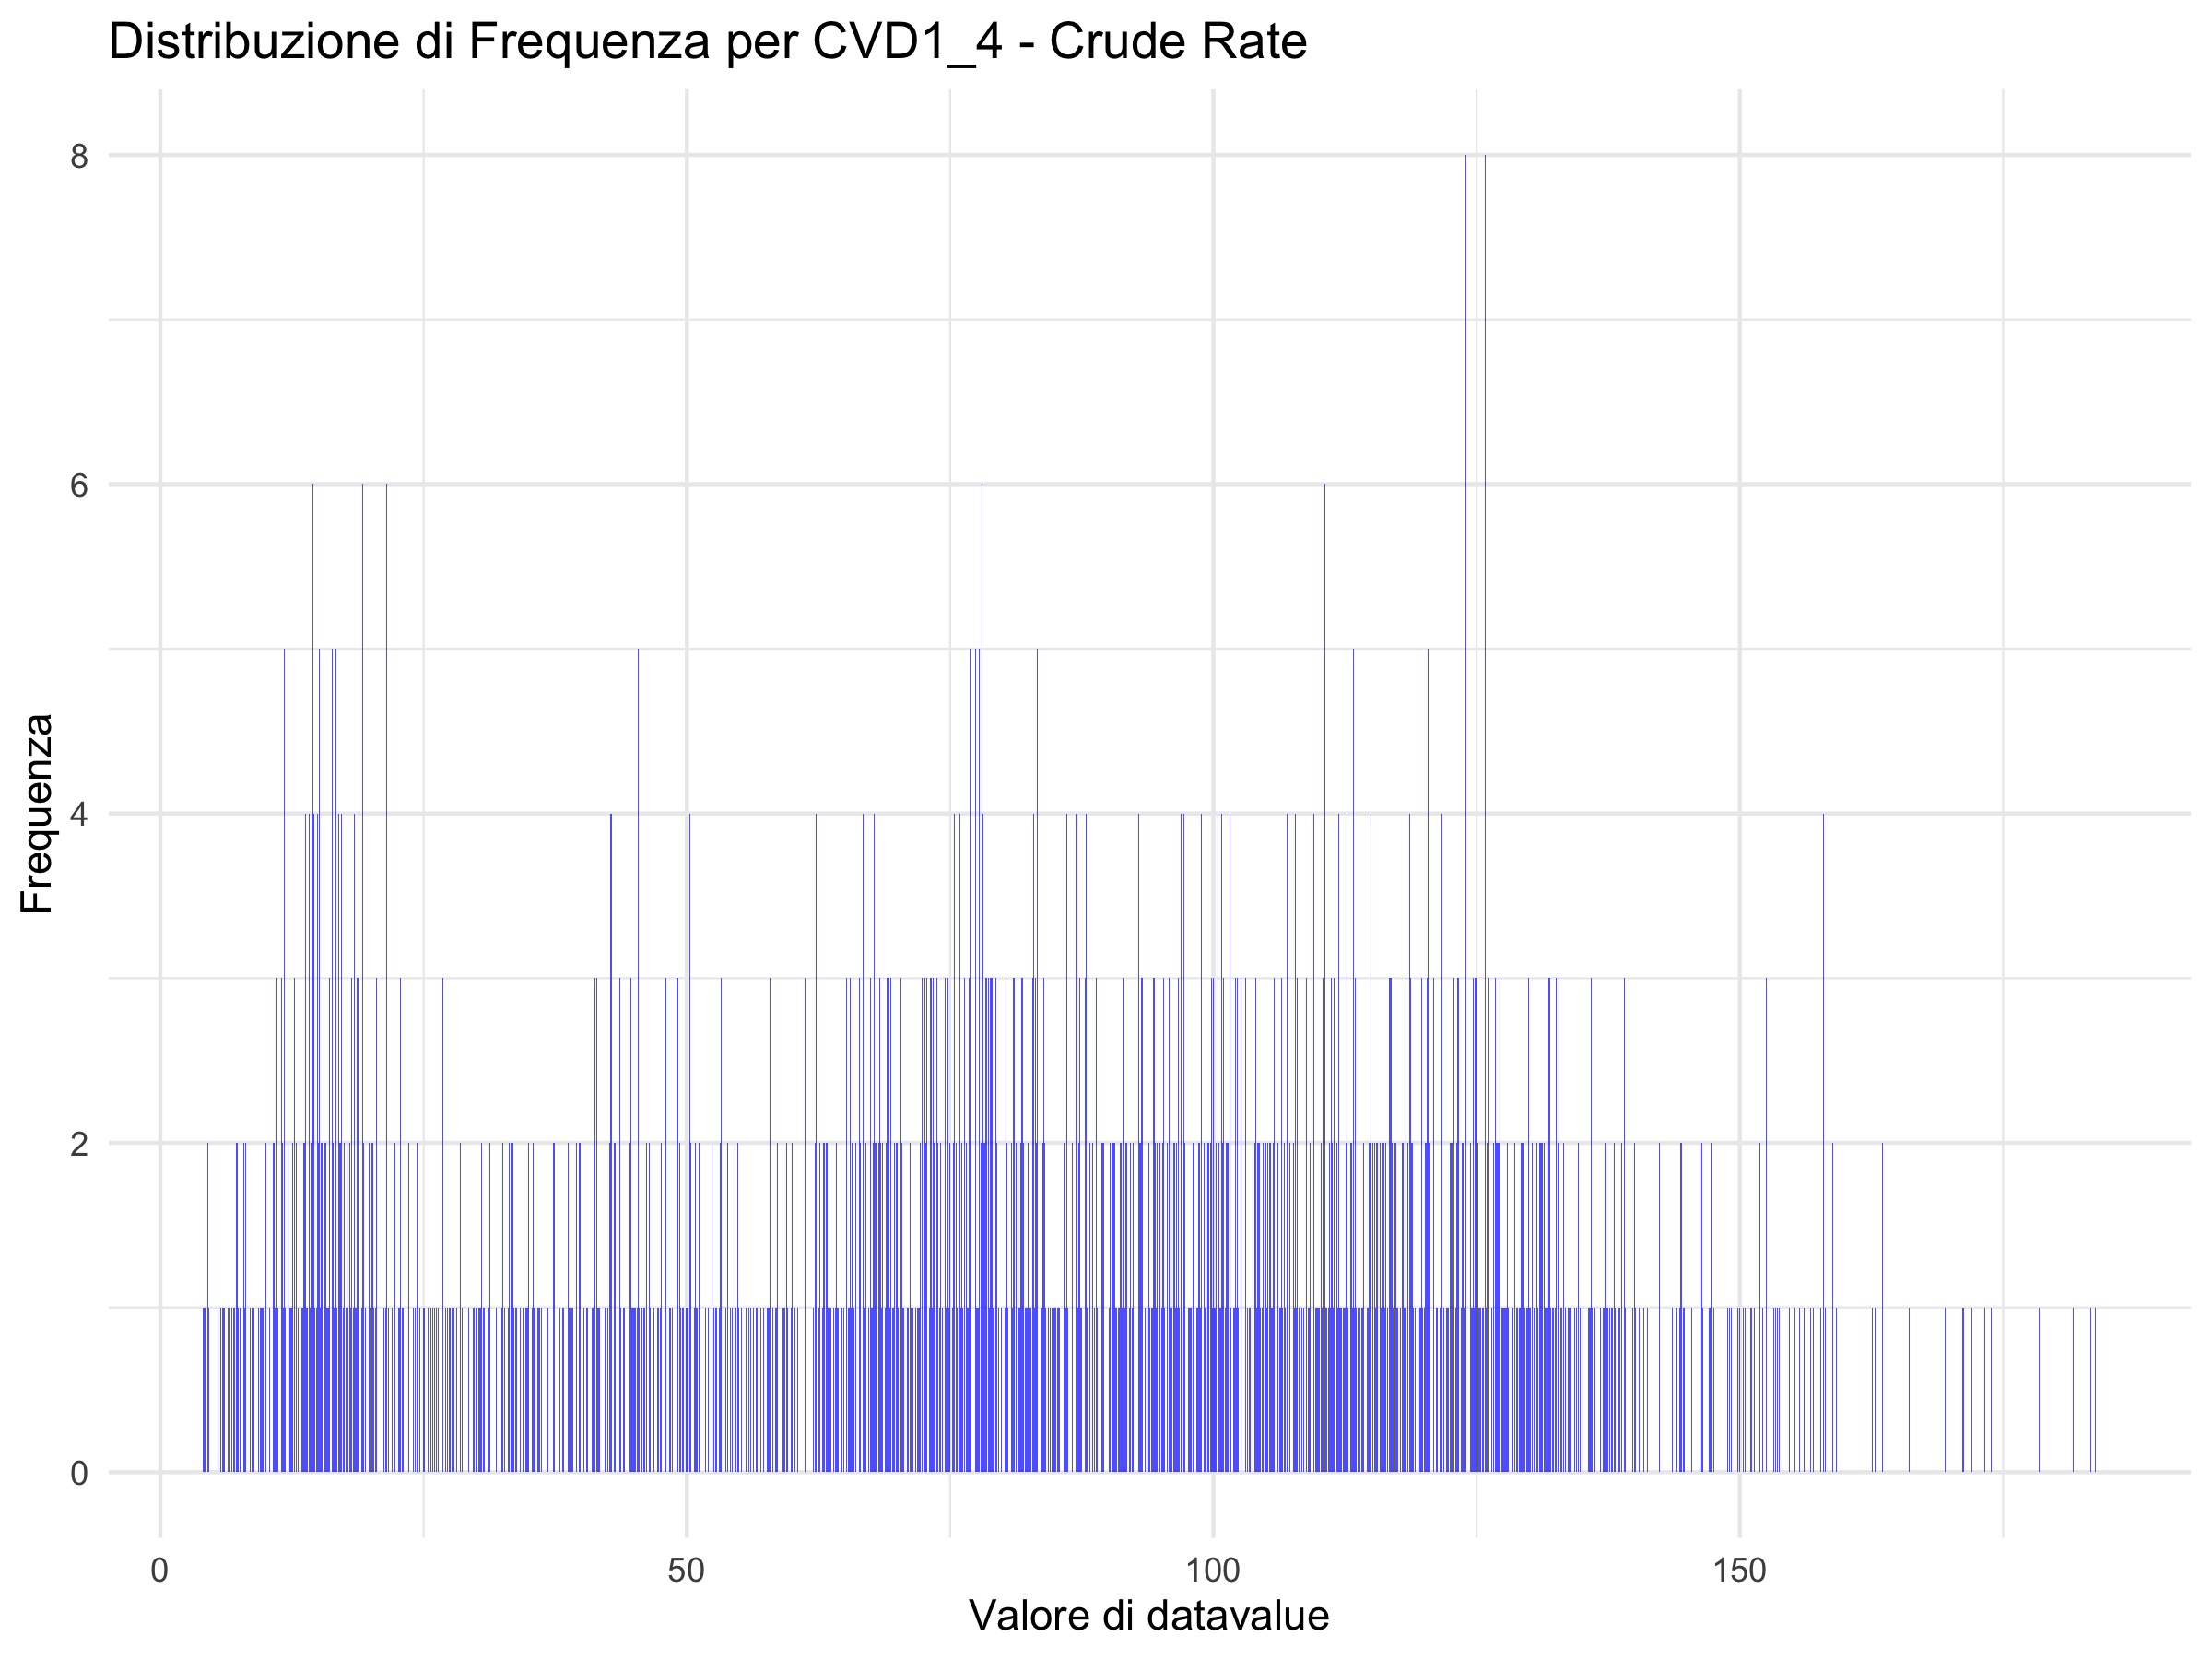 Distribuzione di Frequenza per CVD1_4 - Crude Rate
8
6
4
2
0
Frequenza
0 50 100 150
Valore di datavalue